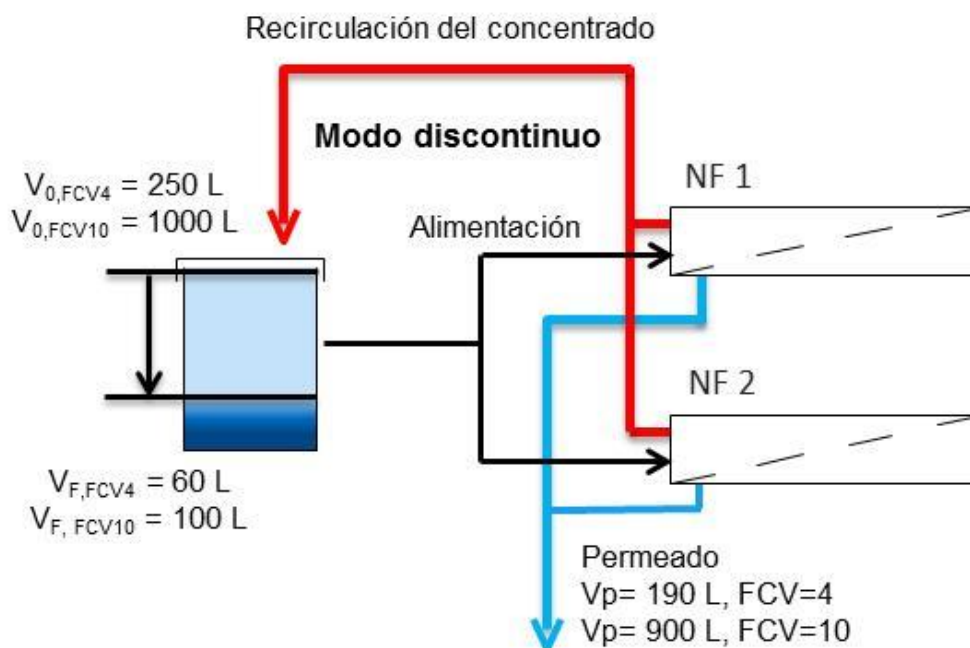 Recirculación del concentrado
Modo discontinuo
V0,FCV4 = 250 L
V0,FCV10 = 1000 L
Alimentación
NF 1
NF 2
VF,FCV4 = 60 L
VF, FCV10 = 100 L
Permeado
Vp= 190 L, FCV=4
Vp= 900 L, FCV=10